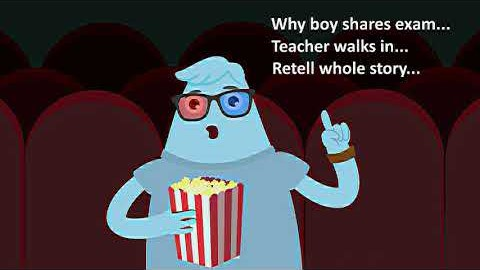 Why boy shares exam...
Teacher walks in...
Retell whole story...